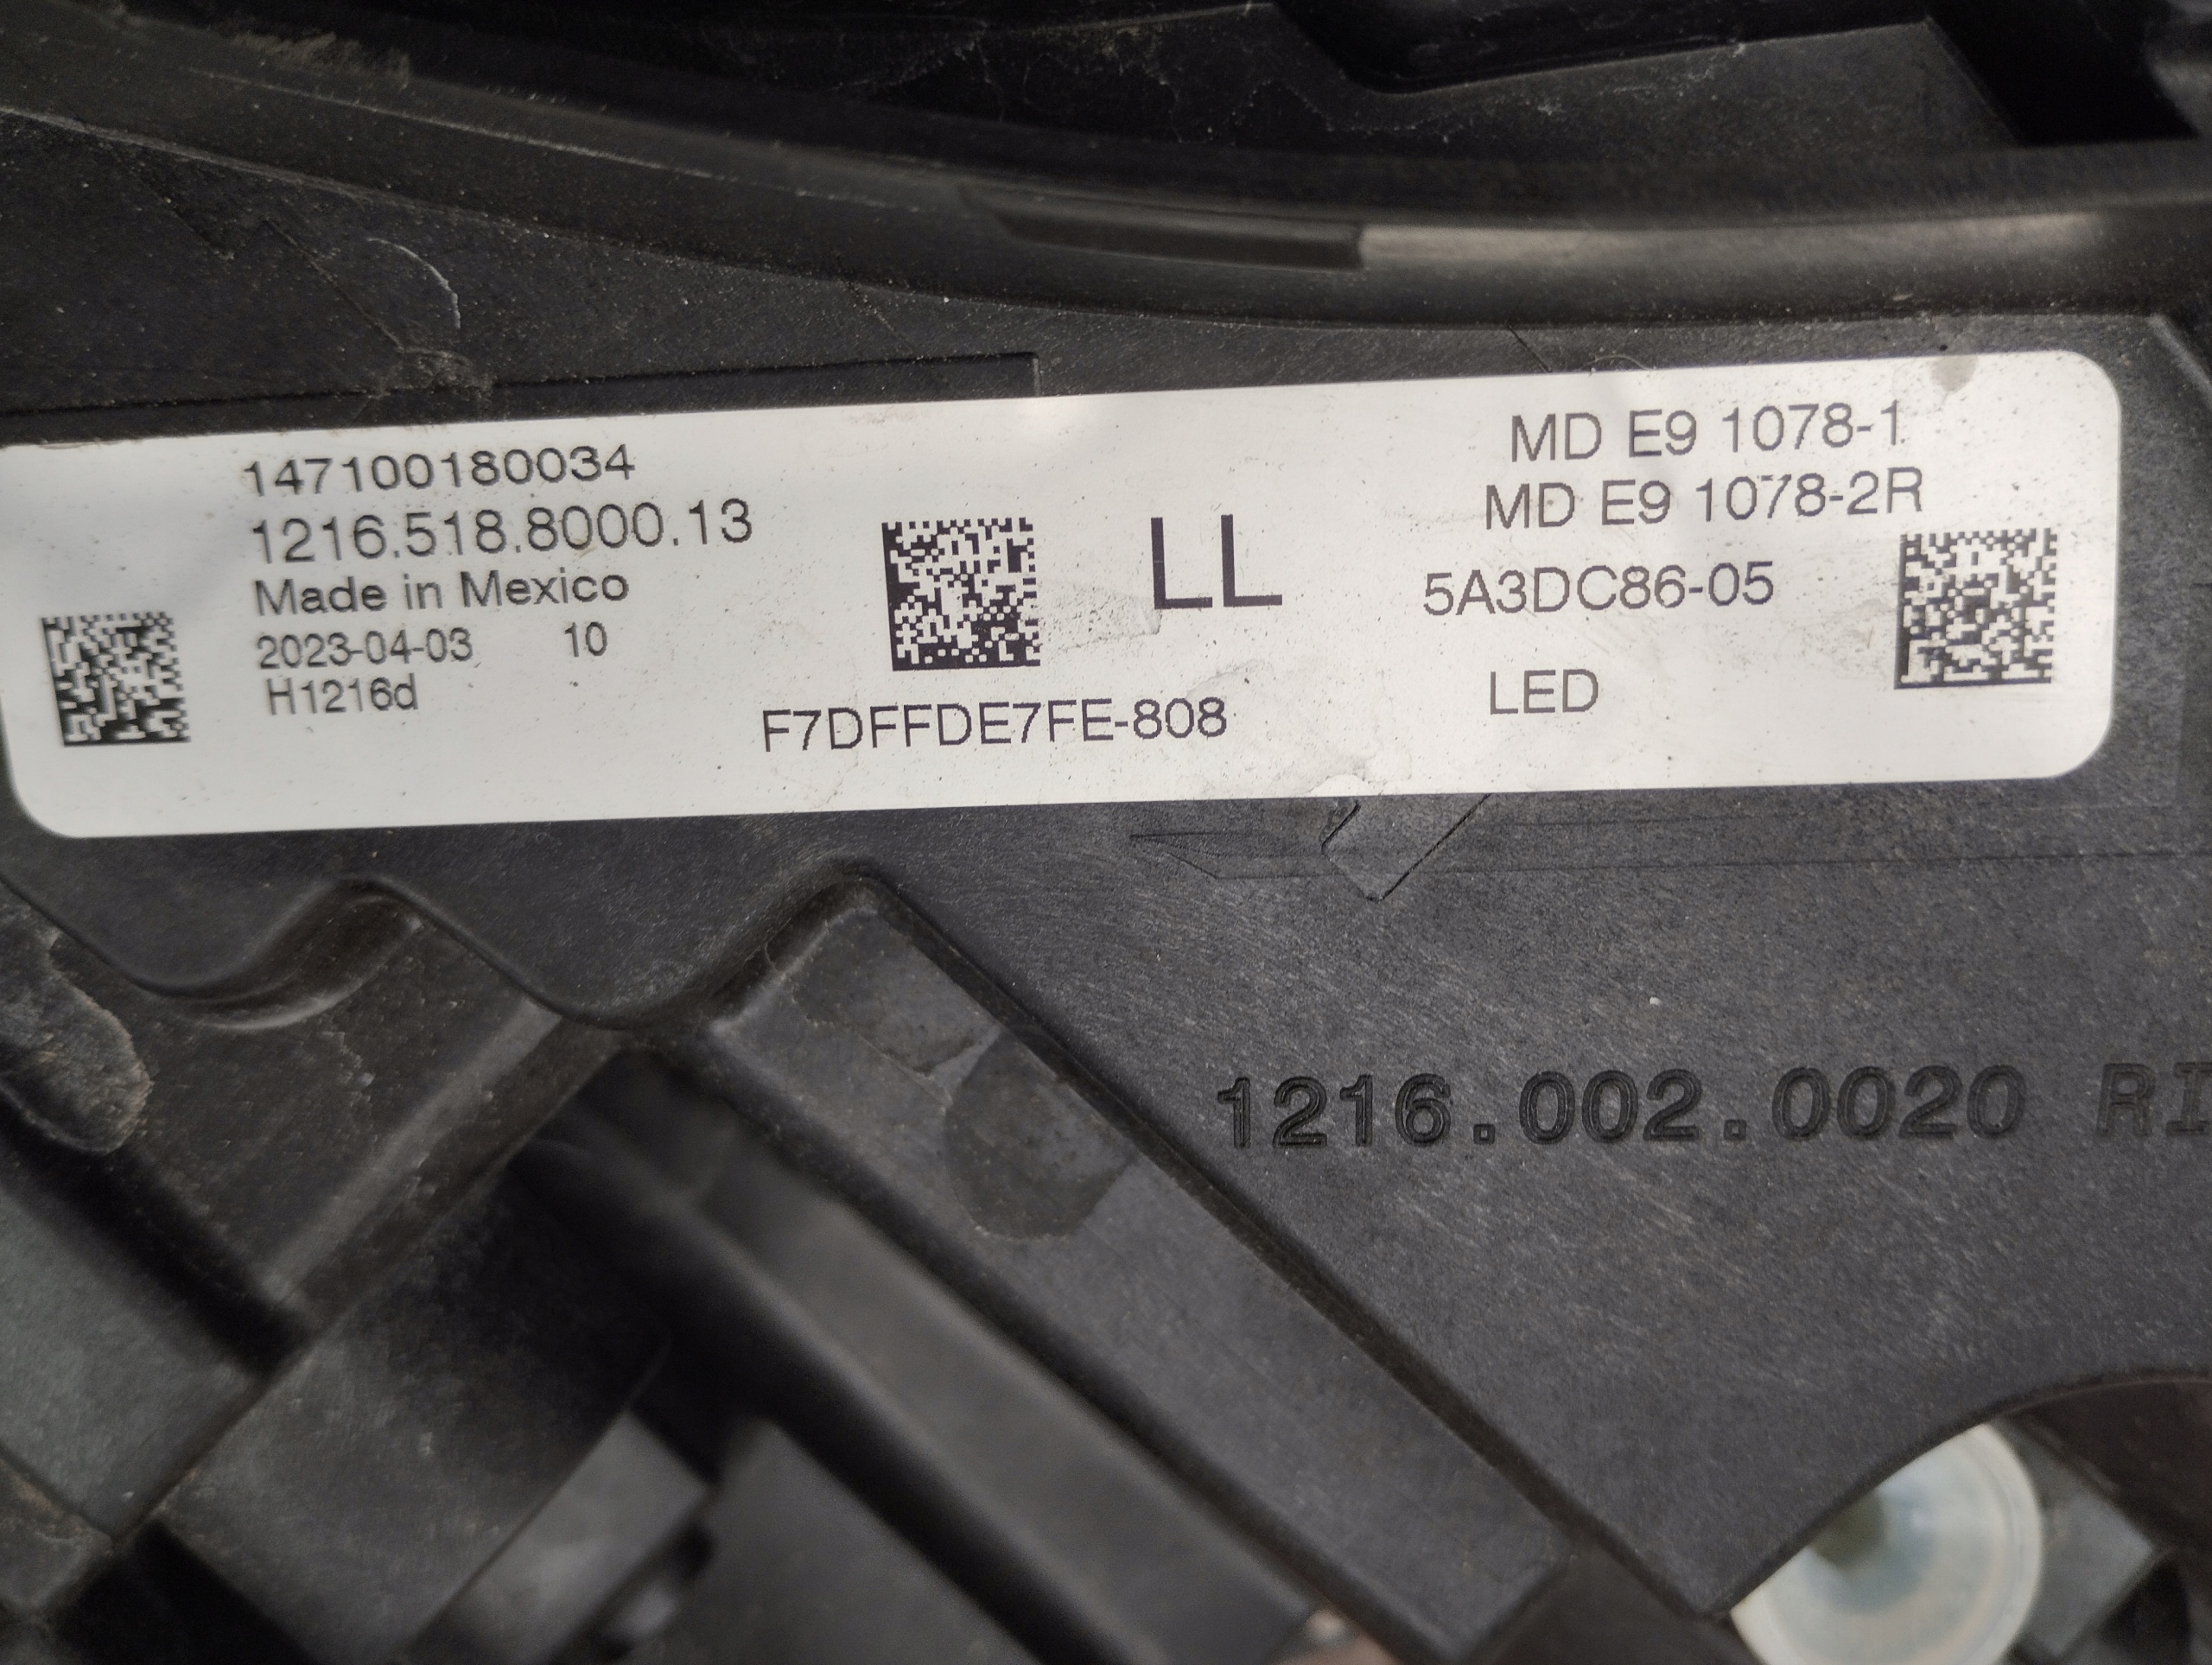 147100180034
1216.518.8000.13
Made in Mexico
2023-04-03 10
H1216d
F7DFFDE7FE-808
LL
MD E9 1078-1
MD E9 1078-2R
5A3DC86-05
LED
1216.002.0020 RI